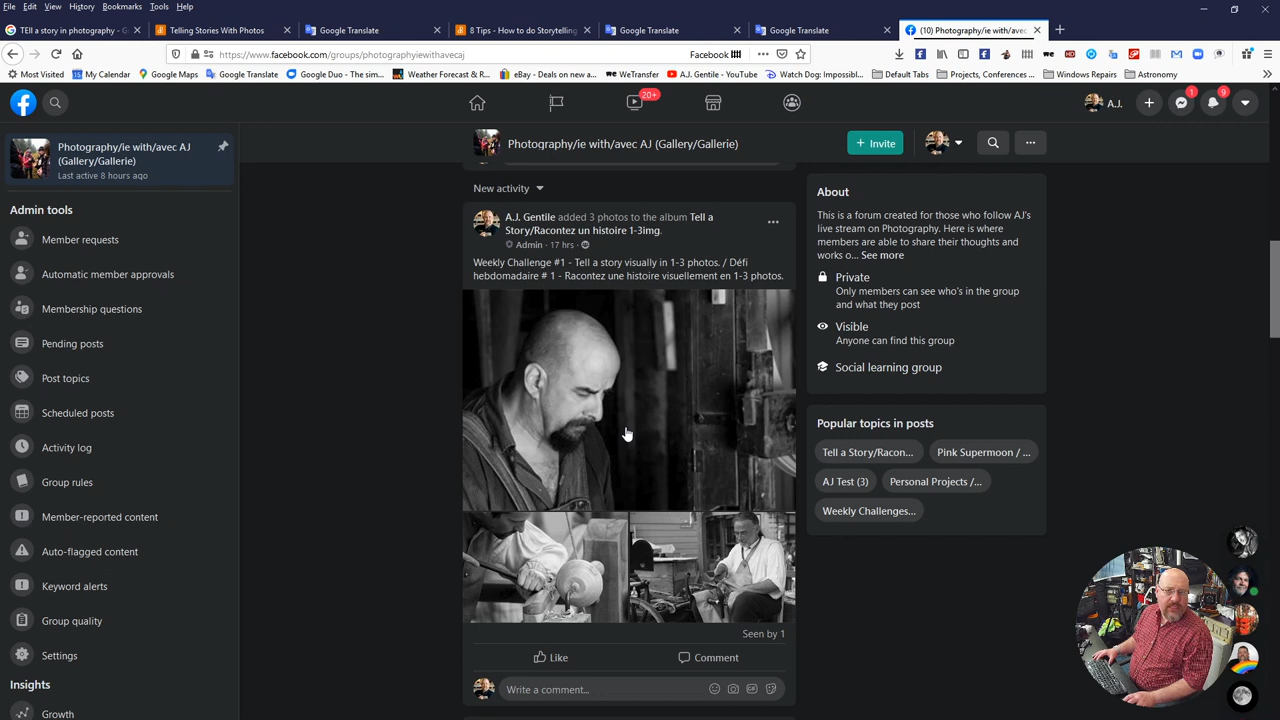 File Edit View History Bookmarks Tools Help
TEll a story in photography - G
Telling Stories With Photos
Google Translate
8 Tips - How do to Storytelling
Google Translate
Google Translate
(10) Photography/ie with/avec
https://www.facebook.com/groups/photographyiewithavecaj
Facebook
Most Visited My Calendar Google Maps Google Translate Google Duo - The sim... Weather Forecast & R... eBay - Deals on new a... WeTransfer A.J. Gentile - YouTube Watch Dog: Impossibl... Default Tabs Projects, Conferences ... Windows Repairs Astronomy
20+
A.J.
1
9
Photography/ie with/avec AJ
(Gallery/Gallerie)
Last active 8 hours ago
Admin tools
Member requests
Automatic member approvals
Membership questions
Pending posts
Post topics
Scheduled posts
Activity log
Group rules
Member-reported content
Auto-flagged content
Keyword alerts
Group quality
Settings
Insights
Growth
Photography/ie with/avec AJ (Gallery/Gallerie)
+ Invite
New activity
A.J. Gentile added 3 photos to the album Tell a
Story/Racontez un histoire 1-3img.
Admin · 17 hrs ·
Weekly Challenge #1 - Tell a story visually in 1-3 photos. / Défi
hebdomadaire # 1 - Racontez une histoire visuellement en 1-3 photos.
Seen by 1
Like
Comment
Write a comment...
GIF
About
This is a forum created for those who follow AJ's
live stream on Photography. Here is where
members are able to share their thoughts and
works o... See more
Private
Only members can see who's in the group
and what they post
Visible
Anyone can find this group
Social learning group
Popular topics in posts
Tell a Story/Racon...
Pink Supermoon / ...
AJ Test (3)
Personal Projects /...
Weekly Challenges...